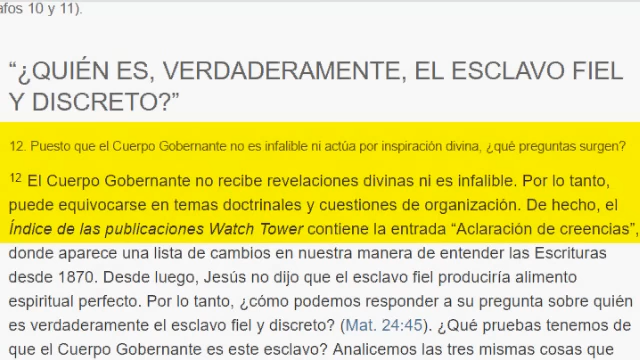 afos 10 y 11).
“¿QUIÉN ES, VERDADERAMENTE, EL ESCLAVO FIEL
Y DISCRETO?”
12. Puesto que el Cuerpo Gobernante no es infalible ni actúa por inspiración divina, ¿qué preguntas surgen?
12 El Cuerpo Gobernante no recibe revelaciones divinas ni es infalible. Por lo tanto,
puede equivocarse en temas doctrinales y cuestiones de organización. De hecho, el
Índice de las publicaciones Watch Tower contiene la entrada “Aclaración de creencias”,
donde aparece una lista de cambios en nuestra manera de entender las Escrituras
desde 1870. Desde luego, Jesús no dijo que el esclavo fiel produciría alimento
espiritual perfecto. Por lo tanto, ¿cómo podemos responder a su pregunta sobre quién
es verdaderamente el esclavo fiel y discreto? (Mat. 24:45). ¿Qué pruebas tenemos de
que el Cuerpo Gobernante es este esclavo? Analicemos las tres mismas cosas que